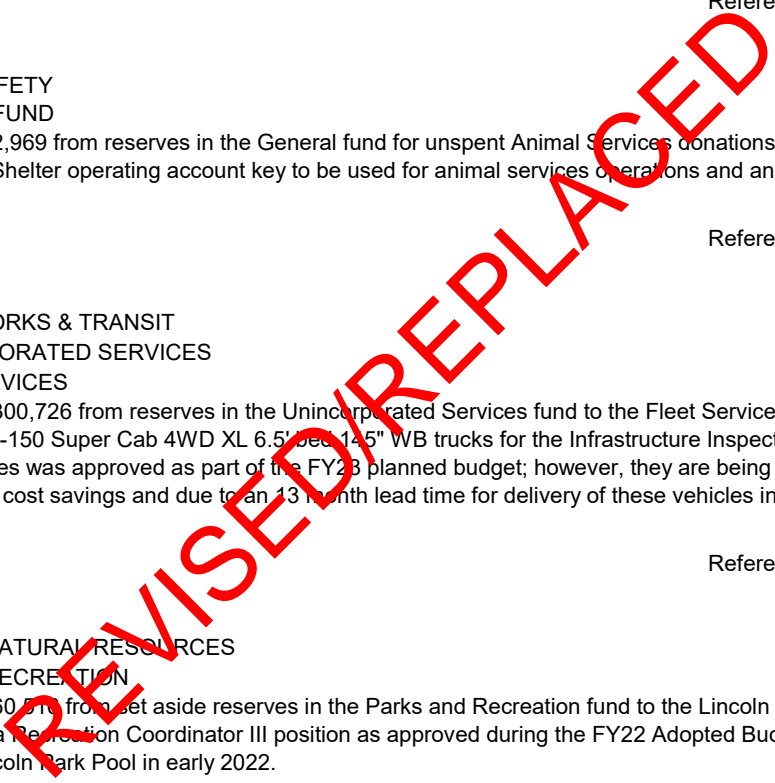 Refere
FETY
FUND
2,969 from reserves in the General fund for unspent Animal Services donations
Shelter operating account key to be used for animal services operations and an
Refere
ORKS & TRANSIT
ORATED SERVICES
VICES
300,726 from reserves in the Unincorporated Services fund to the Fleet Service
-150 Super Cab 4WD XL 6.5' bed 145" WB trucks for the Infrastructure Inspect
es was approved as part of the FY23 planned budget; however, they are being
cost savings and due to an 13 month lead time for delivery of these vehicles in
Refere
ATURAL RESOURCES
ECREATION
from set aside reserves in the Parks and Recreation fund to the Lincoln
a Recreation Coordinator III position as approved during the FY22 Adopted Bud
coln Park Pool in early 2022.
REVISED/REPLACED